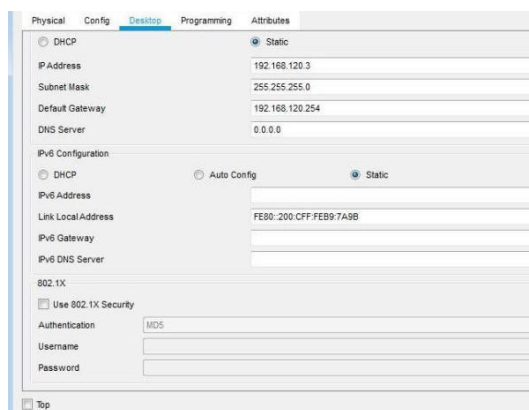 Physical Config Desktop Programming Attributes
DHCP Static
IP Address 192.168.120.3
Subnet Mask 255.255.255.0
Default Gateway 192.168.120.254
DNS Server 0.0.0.0
IPv6 Configuration
DHCP Auto Config Static
IPv6 Address
Link Local Address FE80::200:CFF:FEB9:7A9B
IPv6 Gateway
IPv6 DNS Server
802.1X
Use 802.1X Security
Authentication MD5
Username
Password
Top